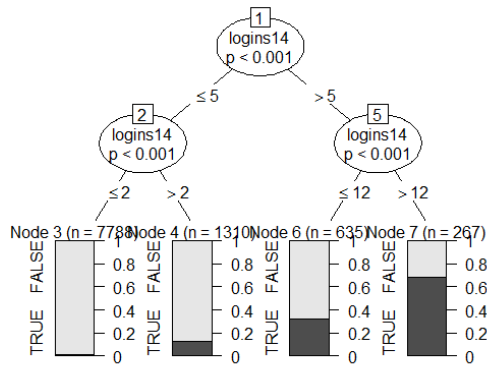 1
logins14
p < 0.001
≤ 5 > 5
2 5
logins14 logins14
p < 0.001 p < 0.001
≤ 2 > 2 ≤ 12 > 12
Node 3 (n = 7788) Node 4 (n = 1310) Node 6 (n = 635) Node 7 (n = 267)
TRUE FALSE 1 0.8 0.6 0.4 0.2 0
TRUE FALSE 1 0.8 0.6 0.4 0.2 0
TRUE FALSE 1 0.8 0.6 0.4 0.2 0
TRUE FALSE 1 0.8 0.6 0.4 0.2 0